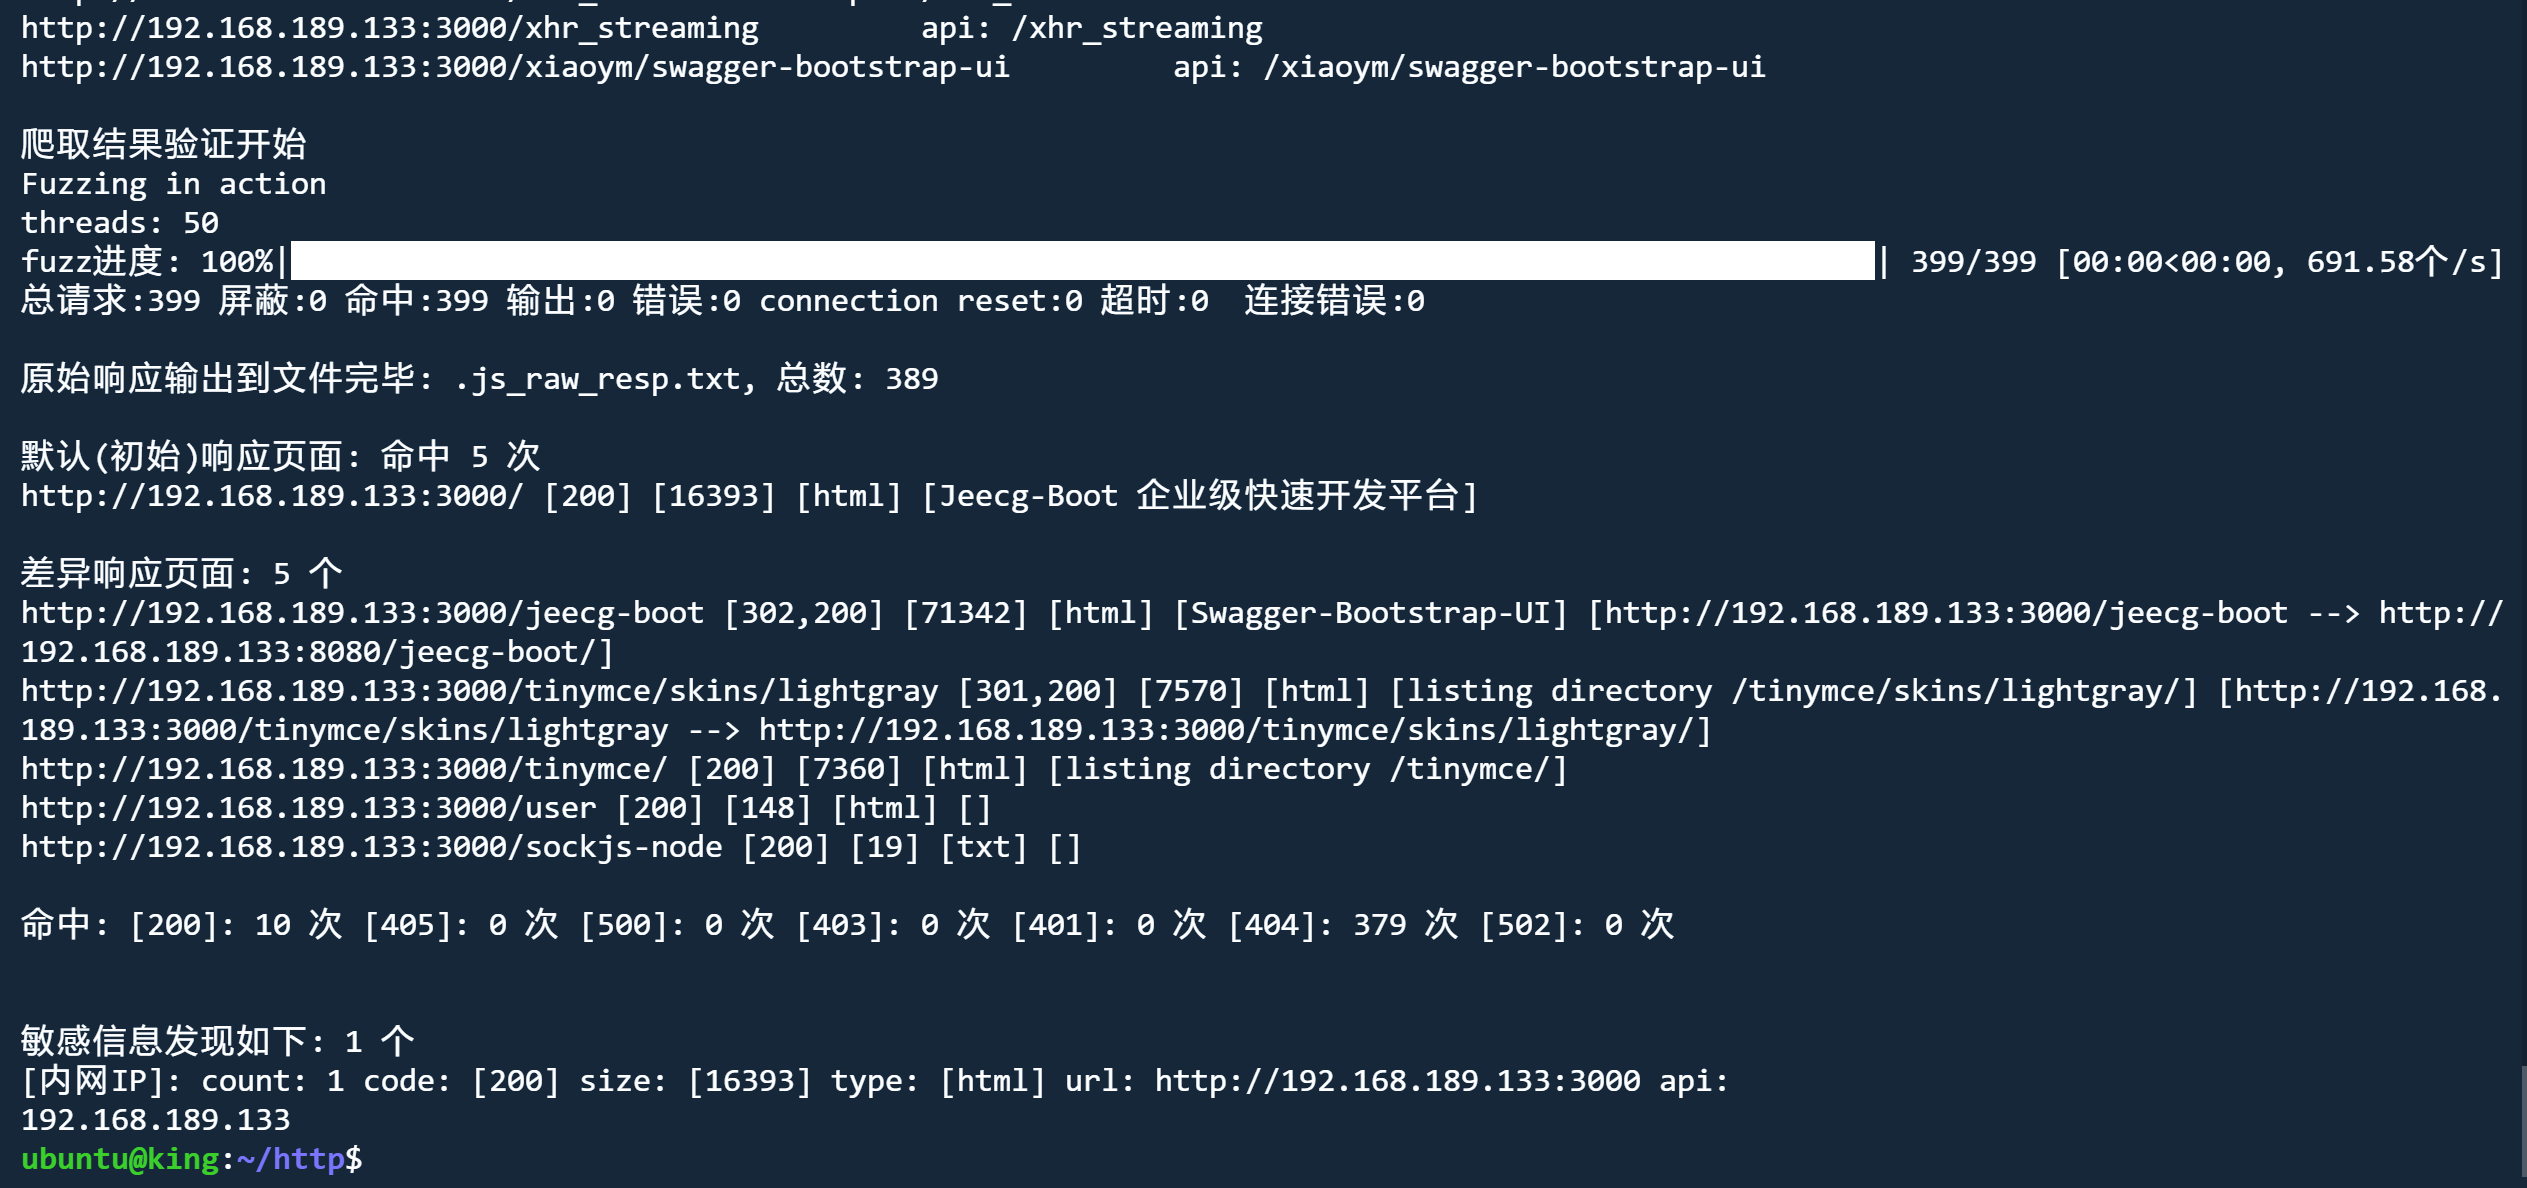 http://192.168.189.133:3000/xhr_streaming         api: /xhr_streaming
http://192.168.189.133:3000/xiaoym/swagger-bootstrap-ui         api: /xiaoym/swagger-bootstrap-ui
爬取结果验证开始
Fuzzing in action
threads: 50
fuzz进度: 100%| | 399/399 [00:00<00:00, 691.58个/s]
总请求:399 屏蔽:0 命中:399 输出:0 错误:0 connection reset:0 超时:0  连接错误:0
原始响应输出到文件完毕: .js_raw_resp.txt, 总数: 389
默认(初始)响应页面: 命中 5 次
http://192.168.189.133:3000/ [200] [16393] [html] [Jeecg-Boot 企业级快速开发平台]
差异响应页面: 5 个
http://192.168.189.133:3000/jeecg-boot [302,200] [71342] [html] [Swagger-Bootstrap-UI] [http://192.168.189.133:3000/jeecg-boot --> http://
192.168.189.133:8080/jeecg-boot/]
http://192.168.189.133:3000/tinymce/skins/lightgray [301,200] [7570] [html] [listing directory /tinymce/skins/lightgray/] [http://192.168.
189.133:3000/tinymce/skins/lightgray --> http://192.168.189.133:3000/tinymce/skins/lightgray/]
http://192.168.189.133:3000/tinymce/ [200] [7360] [html] [listing directory /tinymce/]
http://192.168.189.133:3000/user [200] [148] [html] []
http://192.168.189.133:3000/sockjs-node [200] [19] [txt] []
命中: [200]: 10 次 [405]: 0 次 [500]: 0 次 [403]: 0 次 [401]: 0 次 [404]: 379 次 [502]: 0 次
敏感信息发现如下: 1 个
[内网IP]: count: 1 code: [200] size: [16393] type: [html] url: http://192.168.189.133:3000 api:
192.168.189.133
ubuntu@king:~/http$